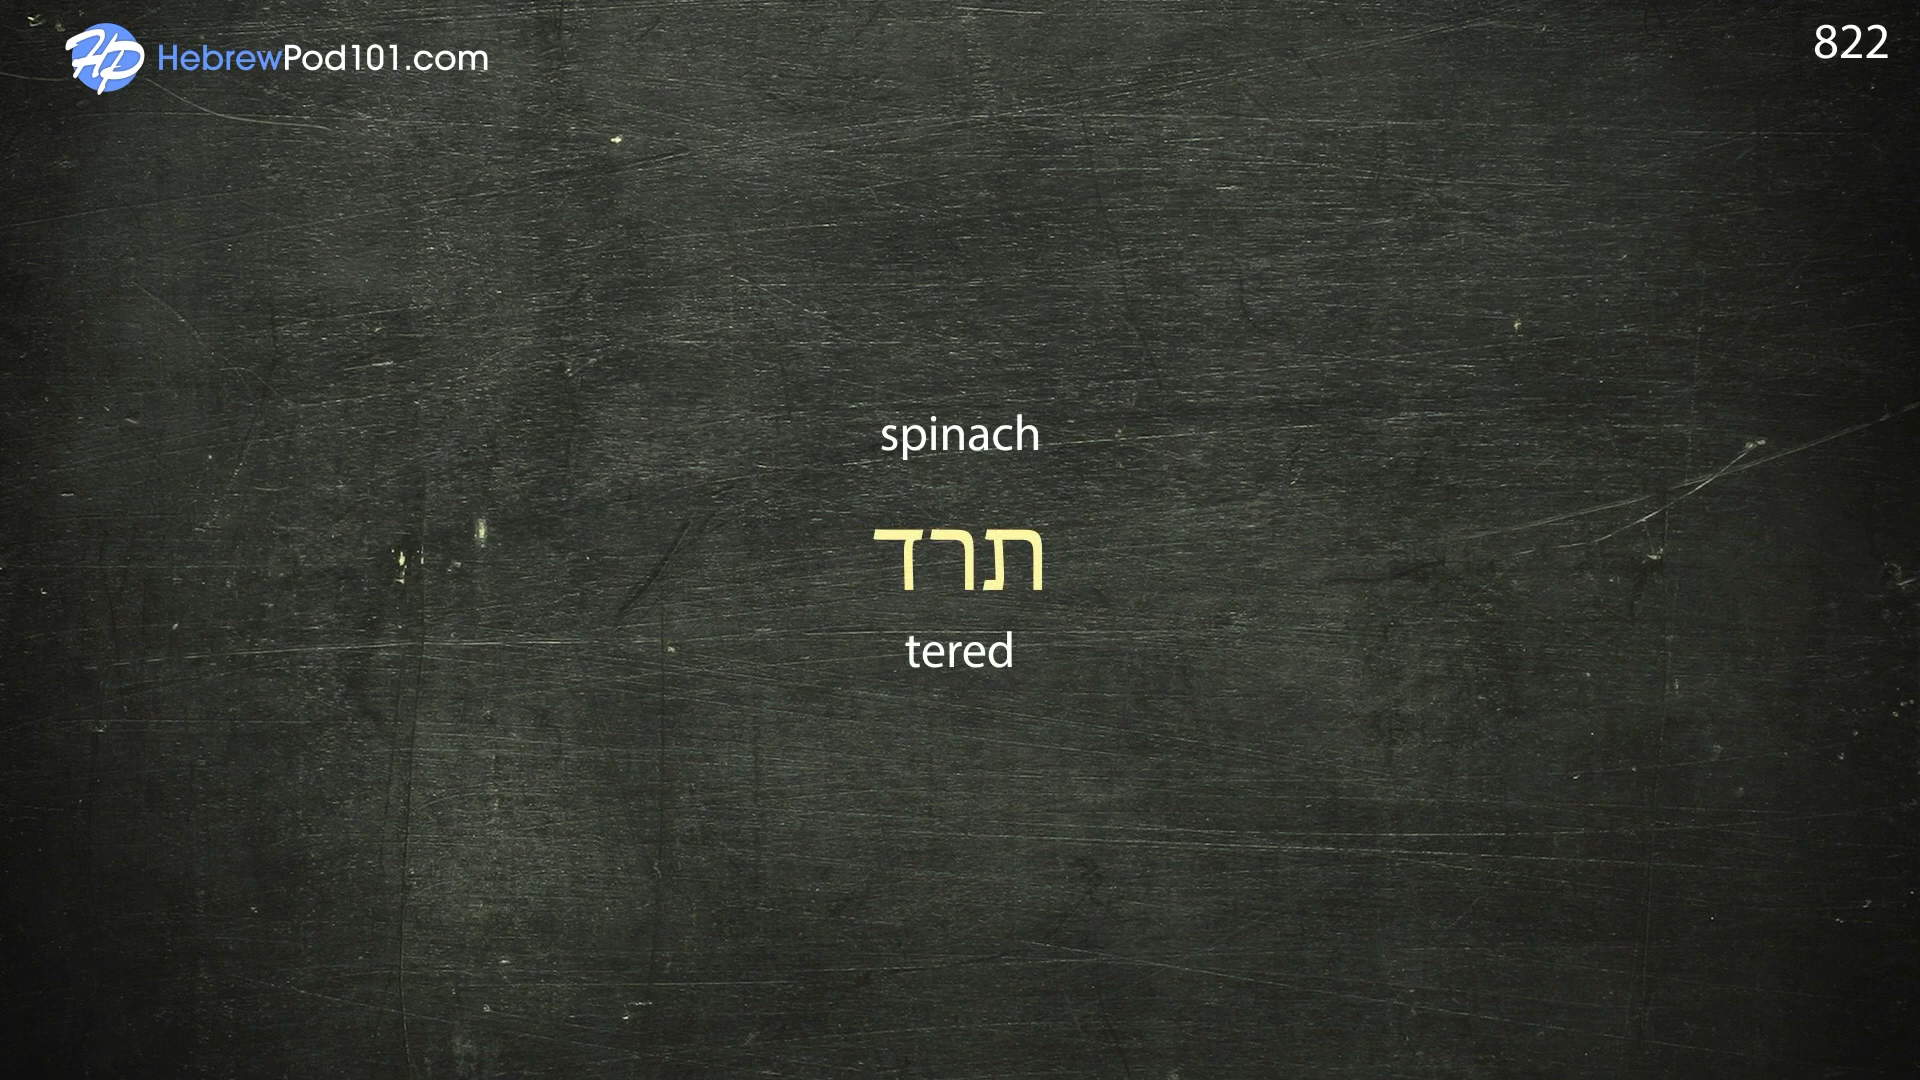 HebrewPod101.com
822
spinach
תרד
tered